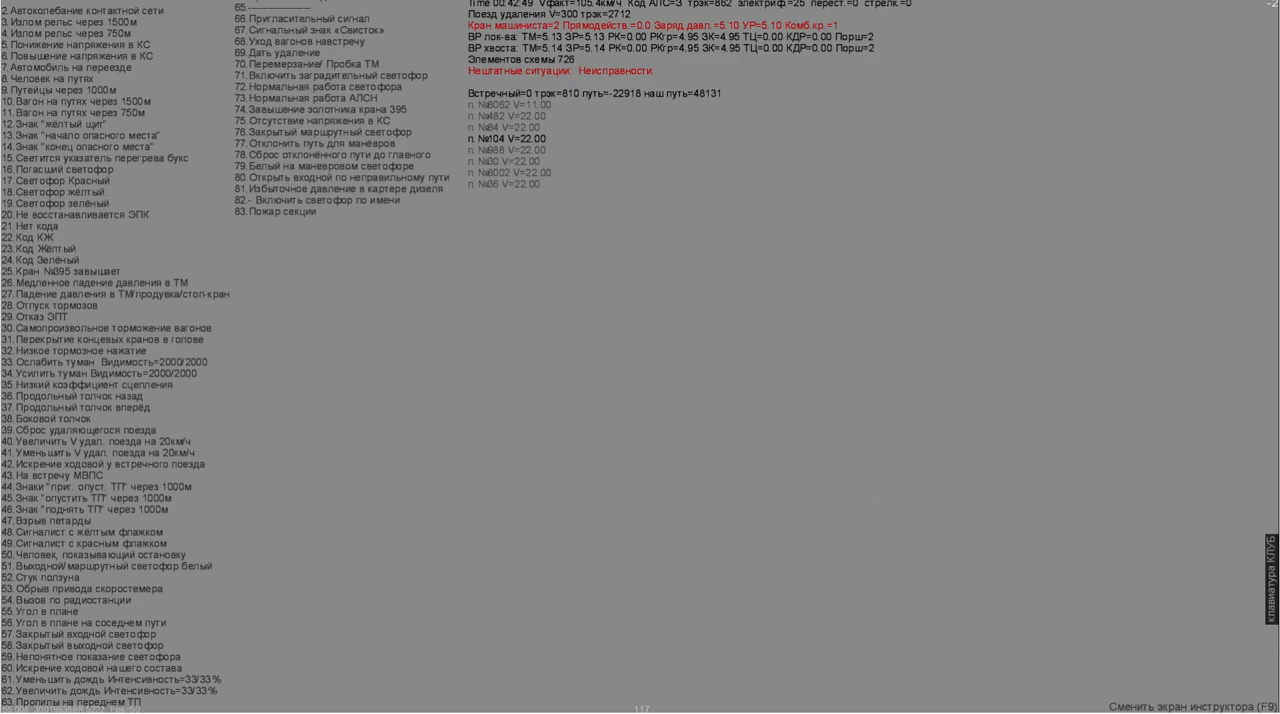 2. Автоколебание контактной сети
3. Излом рельс через 1500м
4. Излом рельс через 750м
5. Понижение напряжения в КС
6. Повышение напряжения в КС
7. Автомобиль на переезде
8. Человек на путях
9. Путейцы через 1000м
10. Вагон на путях через 1500м
11. Вагон на путях через 750м
12. Знак "жёлтый щит"
13. Знак "начало опасного места"
14. Знак "конец опасного места"
15. Светится указатель перегрева букс
16. Погасший светофор
17. Светофор Красный
18. Светофор жёлтый
19. Светофор зелёный
20. Не восстанавливается ЭПК
21. Нет кода
22. Код КЖ
23. Код Жёлтый
24. Код Зелёный
25. Кран №395 завышает
26. Медленное падение давления в ТМ
27. Падение давления в ТМ/продувка/стоп-кран
28. Отпуск тормозов
29. Отказ ЭПТ
30. Самопроизвольное торможение вагонов
31. Перекрытие концевых кранов в голове
32. Низкое тормозное нажатие
33. Ослабить туман Видимость=2000/2000
34. Усилить туман Видимость=2000/2000
35. Низкий коэффициент сцепления
36. Продольный толчок назад
37. Продольный толчок вперёд
38. Боковой толчок
39. Сброс удаляющегося поезда
40. Увеличить V удал. поезда на 20км/ч
41. Уменьшить V удал. поезда на 20км/ч
42. Искрение ходовой у встречного поезда
43. На встречу МВПС
44. Знаки "приг. опуст. ТП" через 1000м
45. Знак "опустить ТП" через 1000м
46. Знак "поднять ТП" через 1000м
47. Взрыв петарды
48. Сигналист с жёлтым флажком
49. Сигналист с красным флажком
50. Человек, показывающий остановку
51. Выходной/маршрутный светофор белый
52. Стук ползуна
53. Обрыв привода скоростемера
54. Вызов по радиостанции
55. Угол в плане
56. Угол в плане на соседнем пути
57. Закрытый входной светофор
58. Закрытый выходной светофор
59. Непонятное показание светофора
60. Искрение ходовой нашего состава
61. Уменьшить дождь Интенсивность=33/33%
62. Увеличить дождь Интенсивность=33/33%
63. Пропилы на переднем ТП
65.-----------------
66. Пригласительный сигнал
67. Сигнальный знак «Свисток»
68. Уход вагонов навстречу
69. Дать удаление
70. Перемерзание/ Пробка ТМ
71. Включить заградительный светофор
72. Нормальная работа светофора
73. Нормальная работа АЛСН
74. Завышение золотника крана 395
75. Отсутствие напряжения в КС
76. Закрытый маршрутный светофор
77. Отклонить путь для манёвров
78. Сброс отклонённого пути до главного
79. Белый на маневровом светофоре
80. Открыть входной по неправильному пути
81. Избыточное давление в картере дизеля
82.- Включить светофор по имени
83. Пожар секции
Time 00:42:49 Vфакт=105.4км/ч Код АЛС=3 трэк=862 электриф.=25 перест.=0 стрелк.=0
Поезд удаления V=300 трэк=2712
Кран машиниста=2 Прямодейств.=0.0 Заряд.давл.=5.10 УР=5.10 Комб.кр.=1
ВР лок-ва: ТМ=5.13 ЗР=5.13 РК=0.00 РКгр=4.95 ЗК=4.95 ТЦ=0.00 КДР=0.00 Порш=2
ВР хвоста: ТМ=5.14 ЗР=5.14 РК=0.00 РКгр=4.95 ЗК=4.95 ТЦ=0.00 КДР=0.00 Порш=2
Элементов схемы 726
Нештатные ситуации: Неисправности:
Встречный=0 трэк=810 путь=-22918 наш путь=48131
п. №8062 V=11.00
п. №482 V=22.00
п. №84 V=22.00
п. №104 V=22.00
п. №988 V=22.00
п. №30 V=22.00
п. №8002 V=22.00
п. №36 V=22.00
-2
клавиатура КЛУБ
117
Сменить экран инструктора (F9)